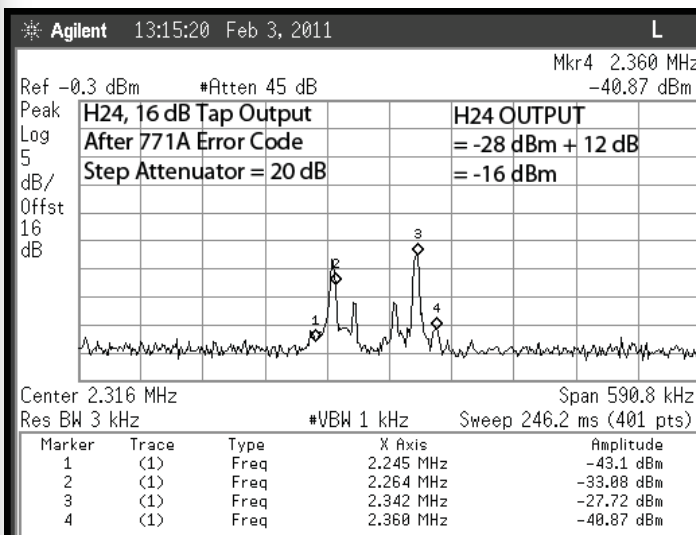 Agilent 13:15:20 Feb 3, 2011 L
Mkr4 2.360 MHz
Ref -0.3 dBm #Atten 45 dB -40.87 dBm
Peak
Log
5
dB/
Offst
16
dB
H24, 16 dB Tap Output
After 771A Error Code
Step Attenuator = 20 dB
H24 OUTPUT
= -28 dBm + 12 dB
= -16 dBm
1
2
3
4
Center 2.316 MHz Span 590.8 kHz
Res BW 3 kHz #VBW 1 kHz Sweep 246.2 ms (401 pts)
Marker Trace Type X Axis Amplitude
1 (1) Freq 2.245 MHz -43.1 dBm
2 (1) Freq 2.264 MHz -33.08 dBm
3 (1) Freq 2.342 MHz -27.72 dBm
4 (1) Freq 2.360 MHz -40.87 dBm